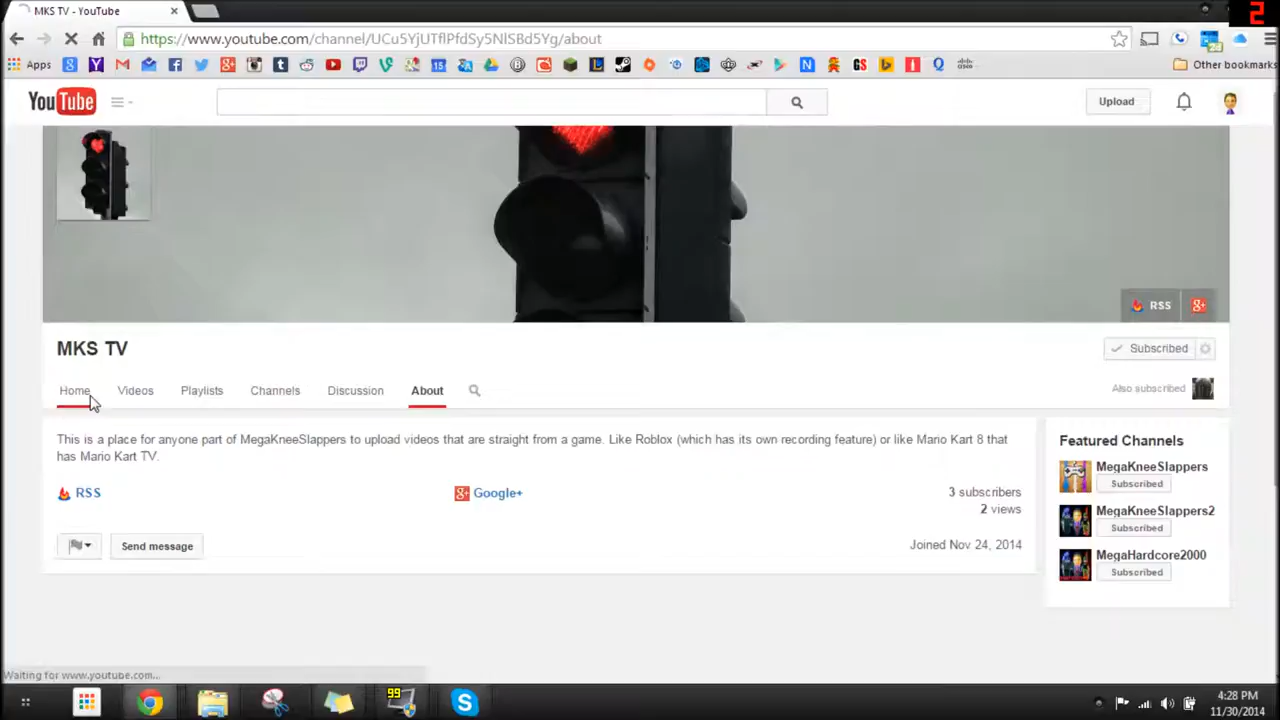 MKS TV - YouTube
2
https://www.youtube.com/channel/UCu5YjUTflPfdSy5NlSBd5Yg/about
Apps
Other bookmarks
YouTube
Upload
RSS
MKS TV
Subscribed
Home Videos Playlists Channels Discussion About
Also subscribed
This is a place for anyone part of MegaKneeSlappers to upload videos that are straight from a game. Like Roblox (which has its own recording feature) or like Mario Kart 8 that
has Mario Kart TV.
RSS Google+ 3 subscribers
2 views
Send message Joined Nov 24, 2014
Featured Channels
MegaKneeSlappers
Subscribed
MegaKneeSlappers2
Subscribed
MegaHardcore2000
Subscribed
Waiting for www.youtube.com...
99
4:28 PM
11/30/2014